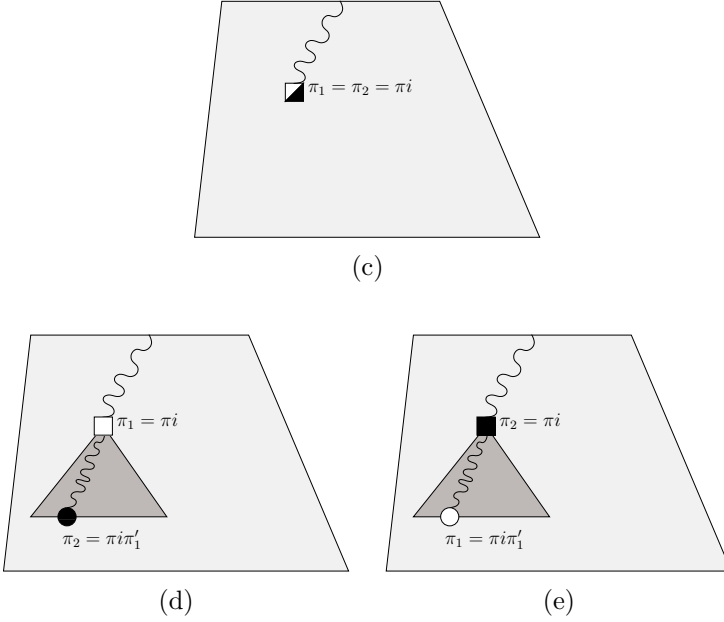 π₁ = π₂ = πi
(c)
π₁ = πi
π₂ = πi
π₂ = πiπ′₁
π₁ = πiπ′₁
(d)
(e)